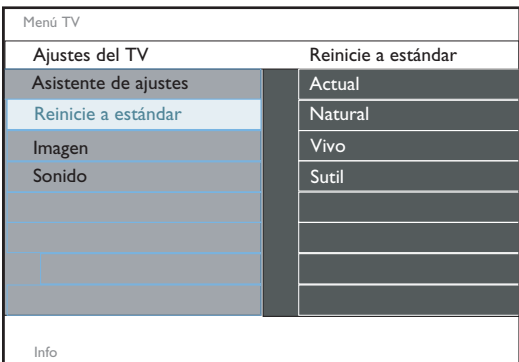 Menú TV
Ajustes del TV
Reinicie a estándar
Asistente de ajustes
Actual
Reinicie a estándar
Natural
Imagen
Vivo
Sonido
Sutil
Info